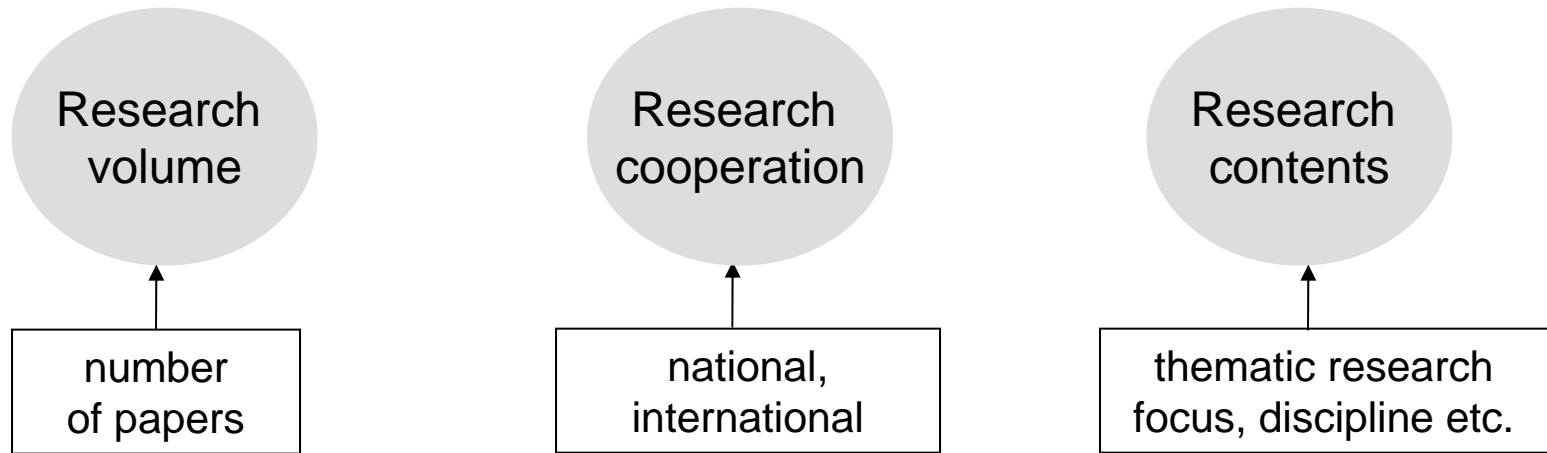 Research
volume
number
of papers
Research
cooperation
national,
international
Research
contents
thematic research
focus, discipline etc.